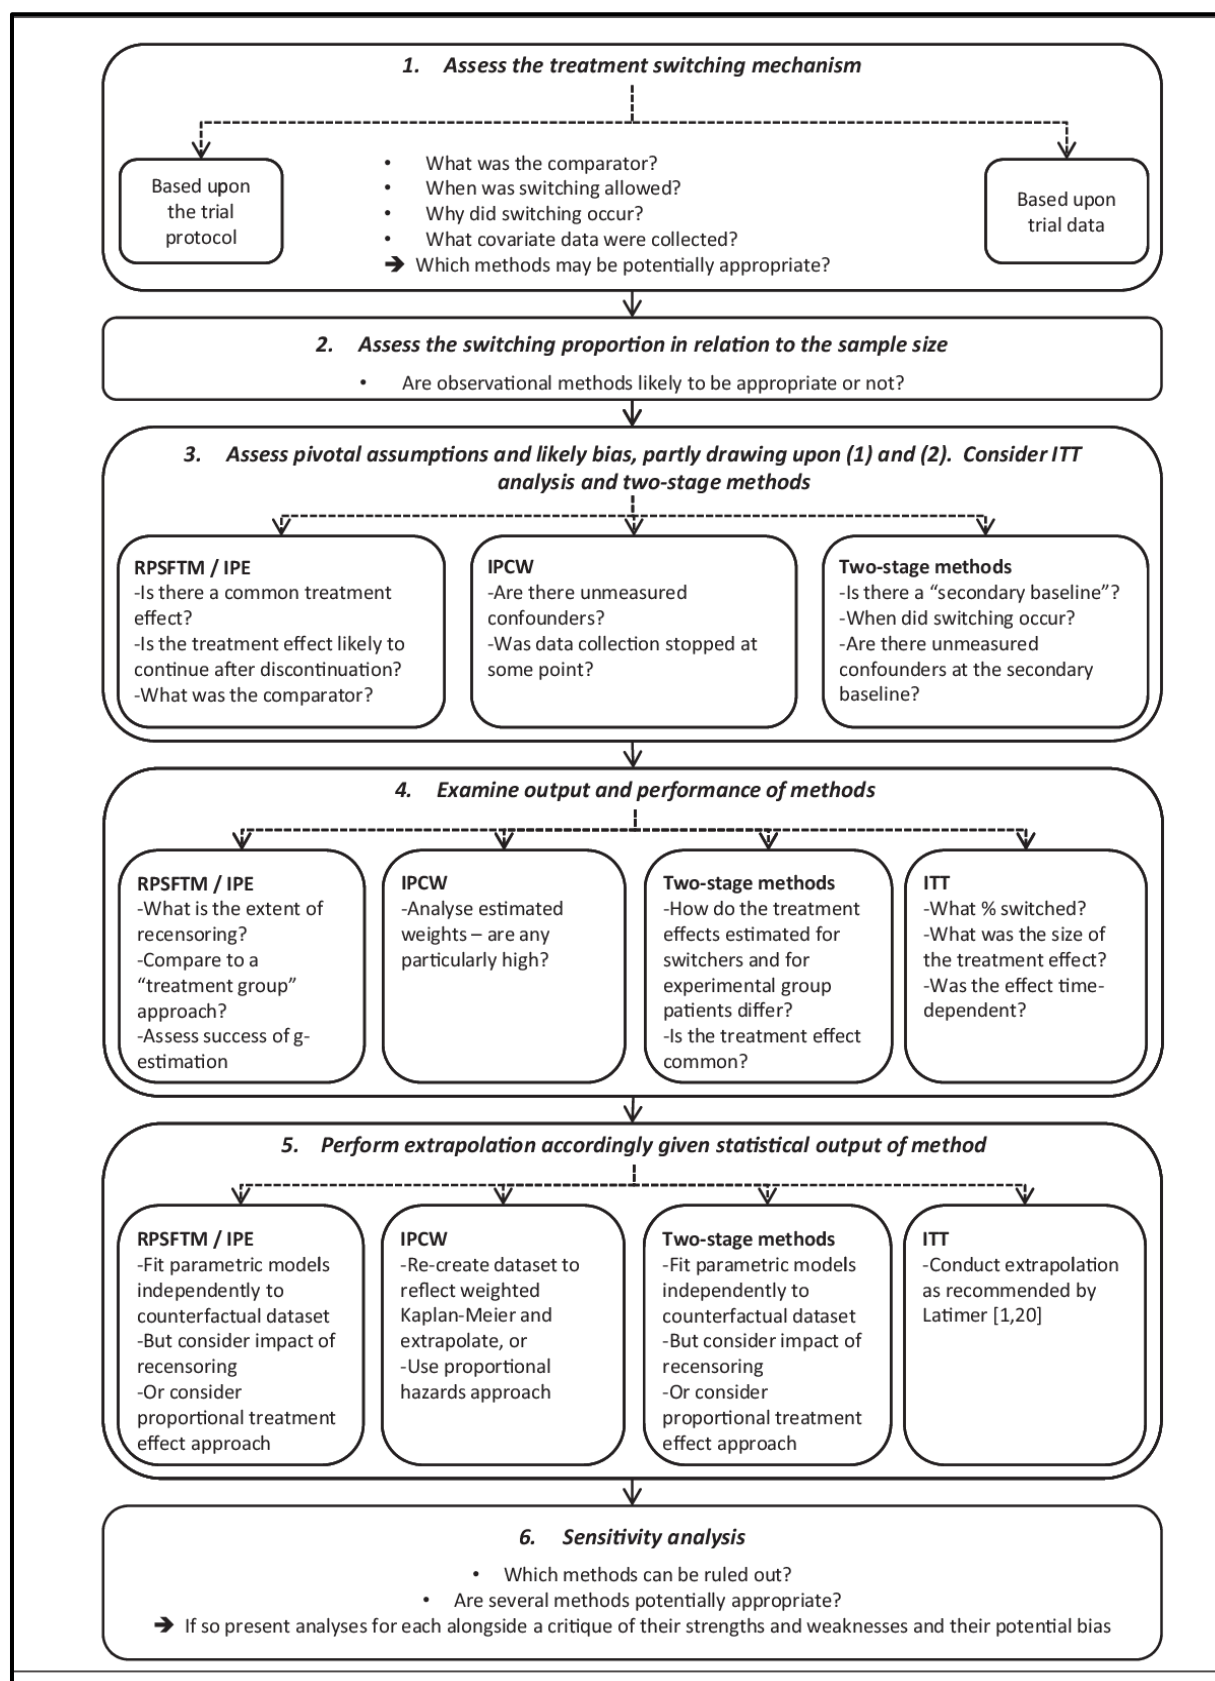 1. Assess the treatment switching mechanism
Based upon
the trial
protocol
• What was the comparator?
• When was switching allowed?
• Why did switching occur?
• What covariate data were collected?
➔ Which methods may be potentially appropriate?
Based upon
trial data
2. Assess the switching proportion in relation to the sample size
• Are observational methods likely to be appropriate or not?
3. Assess pivotal assumptions and likely bias, partly drawing upon (1) and (2). Consider ITT
analysis and two-stage methods
RPSFTM / IPE
-Is there a common treatment
effect?
-Is the treatment effect likely to
continue after discontinuation?
-What was the comparator?
IPCW
-Are there unmeasured
confounders?
-Was data collection stopped at
some point?
Two-stage methods
-Is there a “secondary baseline”?
-When did switching occur?
-Are there unmeasured
confounders at the secondary
baseline?
4. Examine output and performance of methods
RPSFTM / IPE
-What is the extent of
recensoring?
-Compare to a
“treatment group”
approach?
-Assess success of g-
estimation
IPCW
-Analyse estimated
weights – are any
particularly high?
Two-stage methods
-How do the treatment
effects estimated for
switchers and for
experimental group
patients differ?
-Is the treatment effect
common?
ITT
-What % switched?
-What was the size of
the treatment effect?
-Was the effect time-
dependent?
5. Perform extrapolation accordingly given statistical output of method
RPSFTM / IPE
-Fit parametric models
independently to
counterfactual dataset
-But consider impact of
recensoring
-Or consider
proportional treatment
effect approach
IPCW
-Re-create dataset to
reflect weighted
Kaplan-Meier and
extrapolate, or
-Use proportional
hazards approach
Two-stage methods
-Fit parametric models
independently to
counterfactual dataset
-But consider impact of
recensoring
-Or consider
proportional treatment
effect approach
ITT
-Conduct extrapolation
as recommended by
Latimer [1,20]
6. Sensitivity analysis
• Which methods can be ruled out?
• Are several methods potentially appropriate?
➔ If so present analyses for each alongside a critique of their strengths and weaknesses and their potential bias